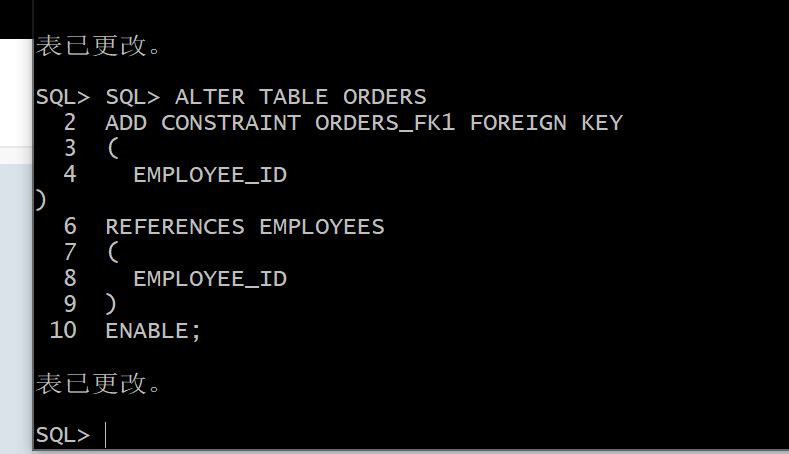 表已更改。
SQL> SQL> ALTER TABLE ORDERS
  2  ADD CONSTRAINT ORDERS_FK1 FOREIGN KEY
  3  (
  4    EMPLOYEE_ID
)
  6  REFERENCES EMPLOYEES
  7  (
  8    EMPLOYEE_ID
  9  )
 10  ENABLE;
表已更改。
SQL>